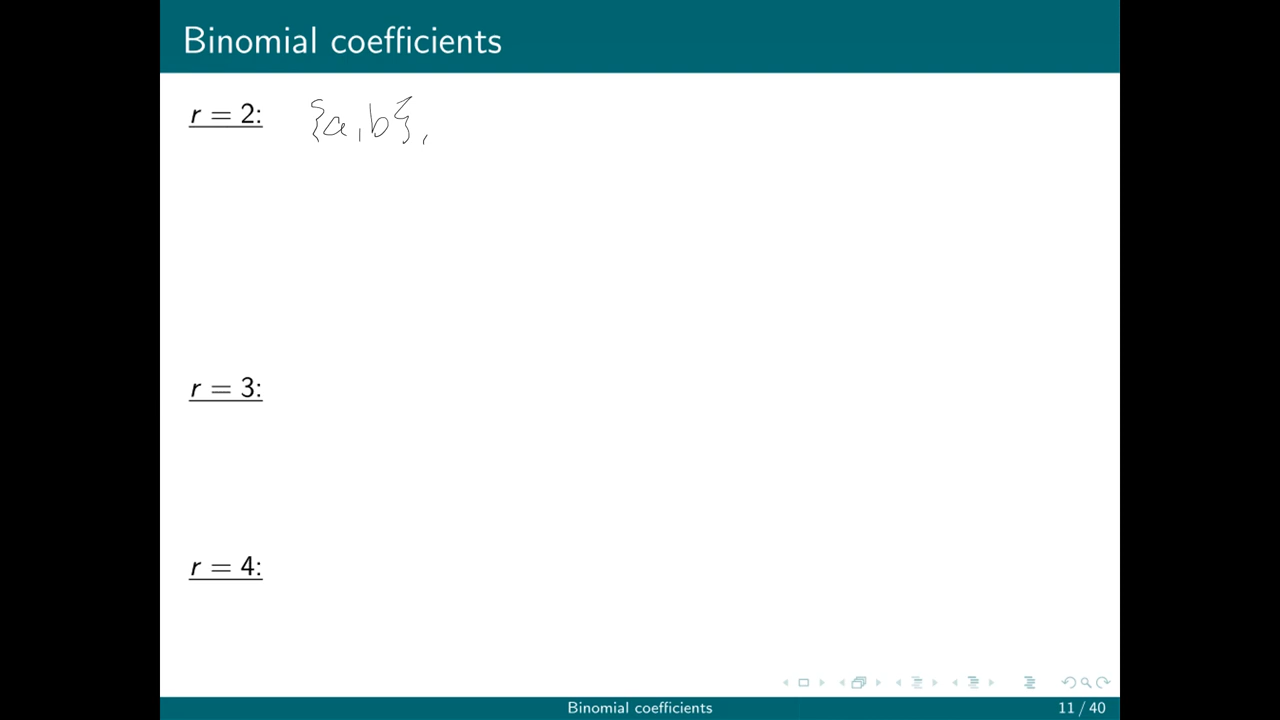 Binomial coefficients
r = 2: {a,b},
r = 3:
r = 4:
Binomial coefficients 11 / 40